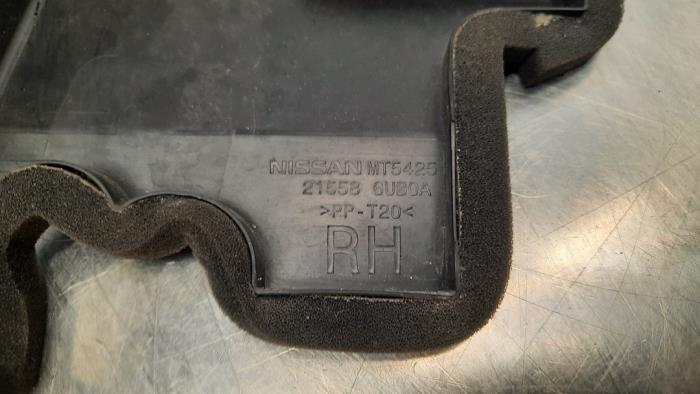 NISSAN MT5425
21558 6UB0A
>PP-T20<
RH